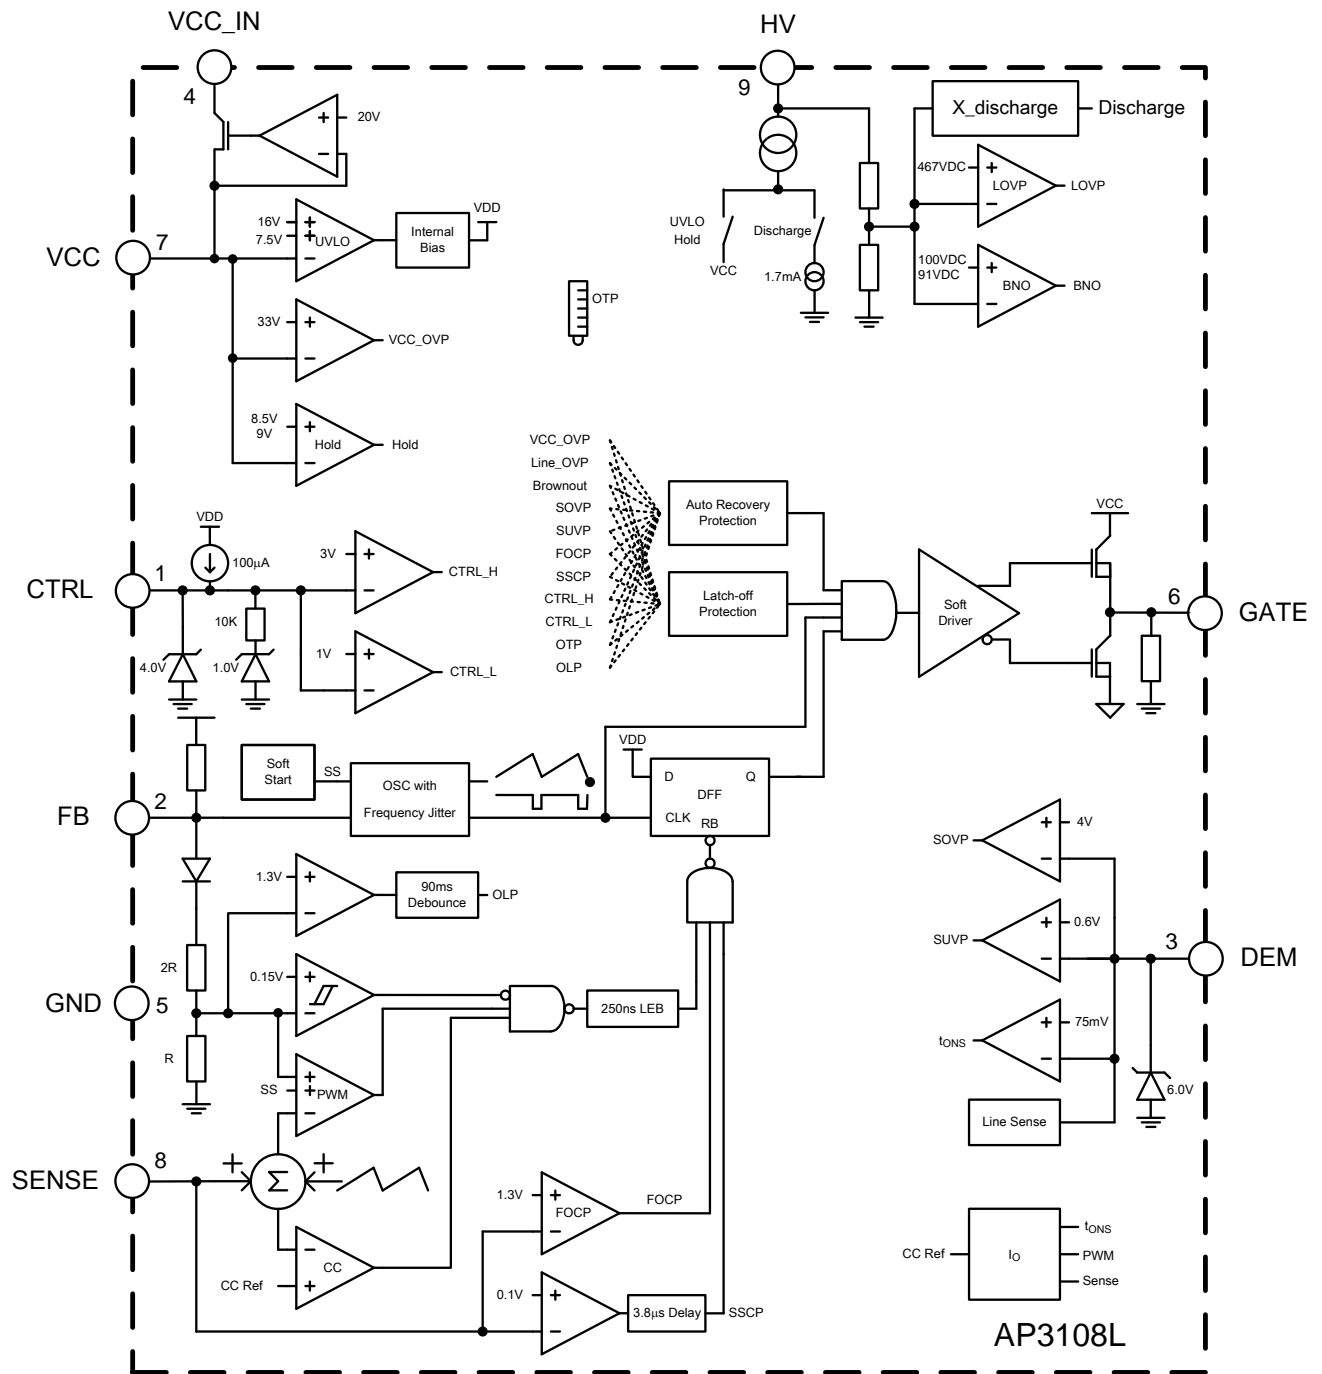 VCC_IN
HV
4
9
20V
X_discharge
Discharge
+
−
467VDC
+
LOVP
LOVP
−
VCC
7
16V
7.5V
+
+
UVLO
−
Internal
Bias
VDD
UVLO
Hold
VCC
Discharge
1.7mA
100VDC
91VDC
+
BNO
BNO
−
OTP
33V
+
−
VCC_OVP
8.5V
9V
+
Hold
−
Hold
VCC_OVP
Line_OVP
Brownout
SOVP
SUVP
FOCP
SSCP
CTRL_H
CTRL_L
OTP
OLP
Auto Recovery
Protection
Latch-off
Protection
Soft
Driver
VCC
6
GATE
CTRL
1
VDD
100µA
10K
4.0V
1.0V
3V
+
−
CTRL_H
1V
+
−
CTRL_L
FB
2
Soft
Start
SS
OSC with
Frequency Jitter
VDD
D
Q
DFF
CLK
RB
1.3V
+
−
90ms
Debounce
OLP
2R
R
GND
5
0.15V
+
−
250ns LEB
SS
+
+
PWM
−
SENSE
8
+
Σ
+
−
CC
CC Ref
+
1.3V
+
FOCP
−
FOCP
0.1V
+
−
3.8µs Delay
SSCP
SOVP
+
4V
−
SUVP
+
0.6V
−
3
DEM
tONS
+
75mV
−
6.0V
Line Sense
CC Ref
IO
tONS
PWM
Sense
AP3108L